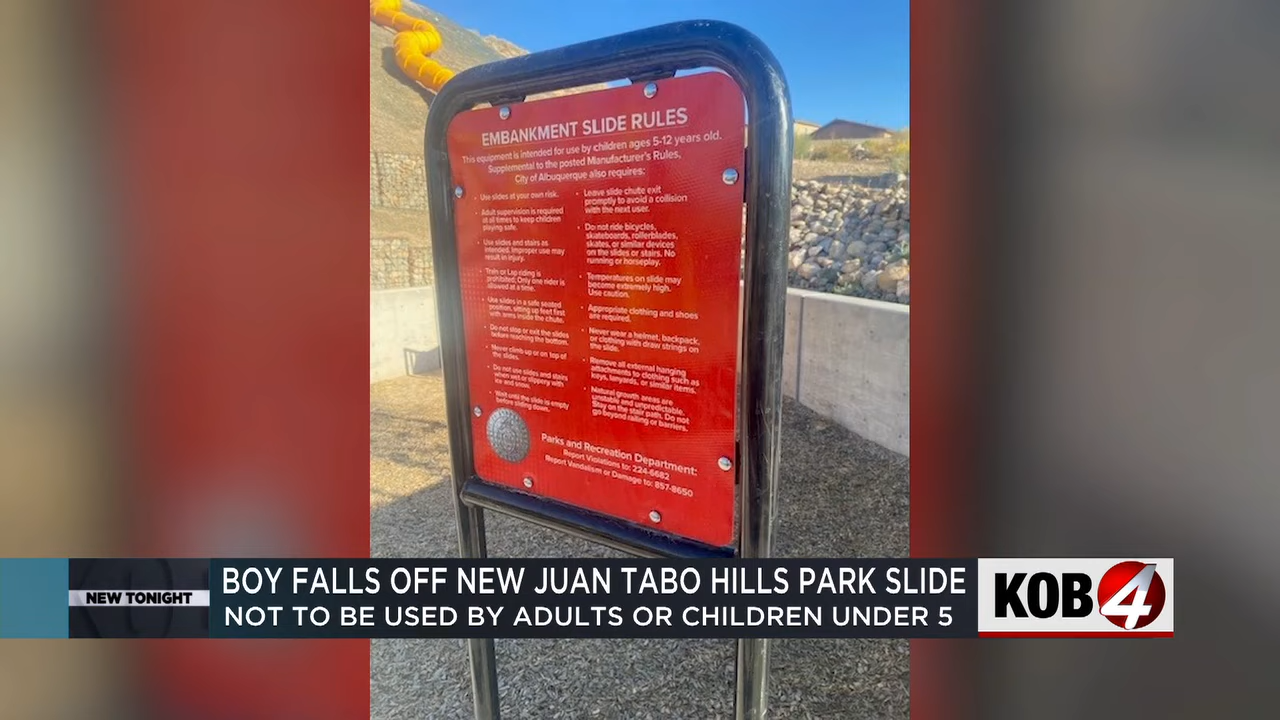 EMBANKMENT SLIDE RULES
This equipment is intended for use by children ages 5-12 years old.
Supplemental to the posted Manufacturer's Rules,
City of Albuquerque also requires:
• Use slides at your own risk.
• Adult supervision is required
at all times to keep children
playing safe.
• Use slides and stairs as
intended. Improper use may
result in injury.
• Train or Lap riding is
prohibited; Only one rider is
allowed at a time.
• Use slides in a safe seated
position, sitting up feet first
with arms inside the chute.
• Do not stop or exit the slides
before reaching the bottom.
• Never climb up or on top of
the slides.
• Do not use slides and stairs
when wet or slippery with
ice and snow.
• Wait until the slide is empty
before sliding down.
• Leave slide chute exit
promptly to avoid a collision
with the next user.
• Do not ride bicycles,
skateboards, rollerblades,
skates, or similar devices
on the slides or stairs. No
running or horseplay.
• Temperatures on slide may
become extremely high.
Use caution.
• Appropriate clothing and shoes
are required.
• Never wear a helmet, backpack,
or clothing with draw strings on
the slide.
• Remove all external hanging
attachments to clothing such as
keys, lanyards, or similar items.
• Natural growth areas are
unstable and unpredictable.
Stay on the stair path. Do not
go beyond railing or barriers.
Parks and Recreation Department:
Report Violations to: 224-6682
Report Vandalism or Damage to: 857-8650
NEW TONIGHT
BOY FALLS OFF NEW JUAN TABO HILLS PARK SLIDE
NOT TO BE USED BY ADULTS OR CHILDREN UNDER 5
KOB 4